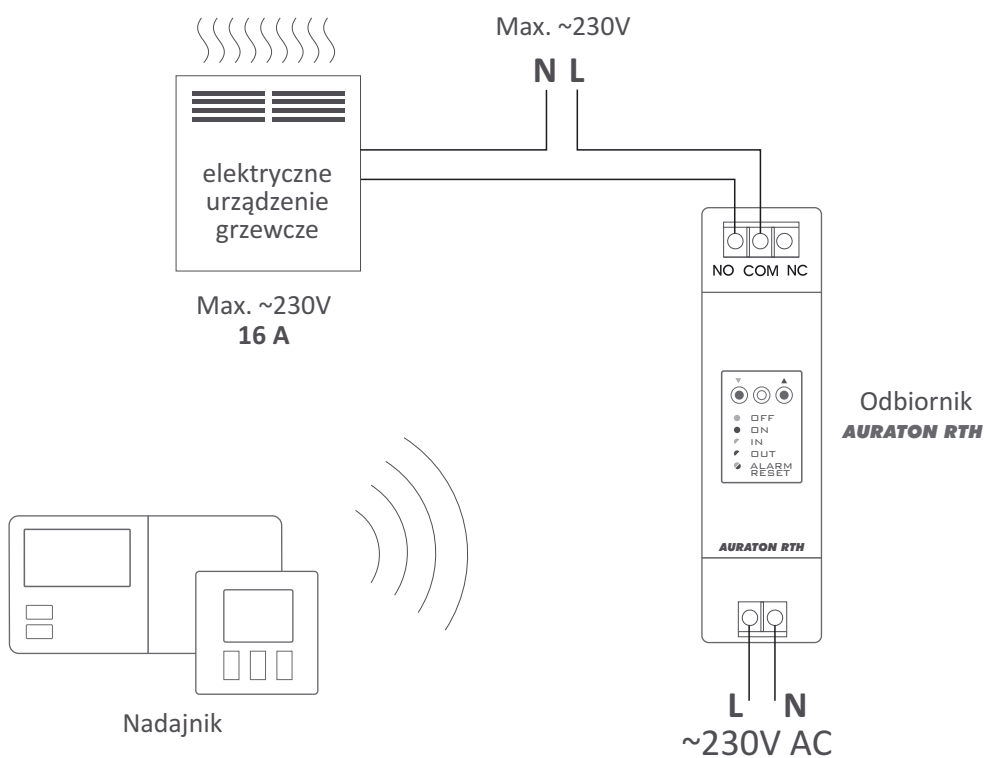 Max. ~230V
N L
elektryczne
urządzenie
grzewcze
Max. ~230V
16 A
NO COM NC
OFF
ON
IN
OUT
ALARM
RESET
Odbiornik
AURATON RTH
AURATON RTH
Nadajnik
L N
~230V AC